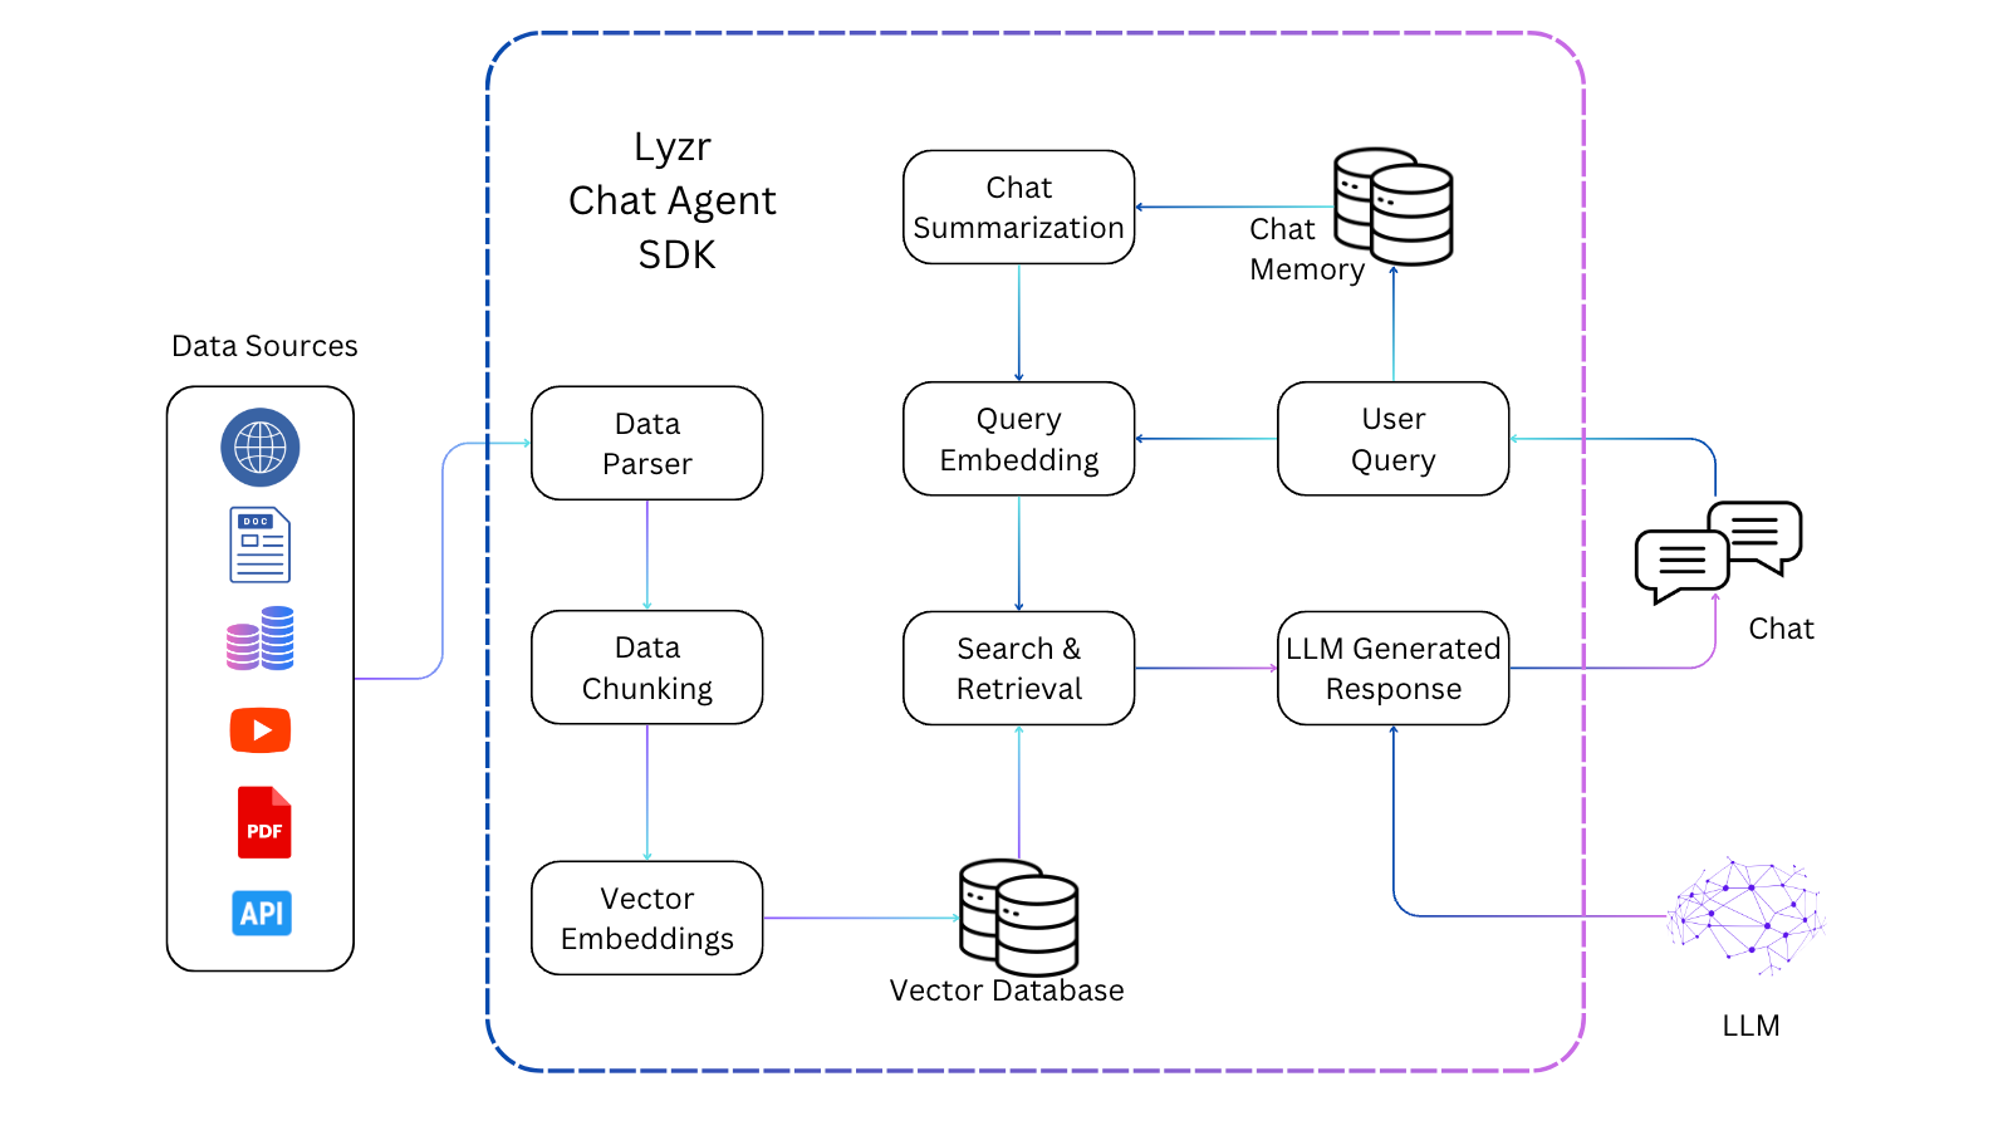 Lyzr
Chat Agent
SDK
Data Sources
DOC
PDF
API
Data
Parser
Data
Chunking
Vector
Embeddings
Vector Database
Chat
Summarization
Chat
Memory
Query
Embedding
User
Query
Search &
Retrieval
LLM Generated
Response
Chat
LLM